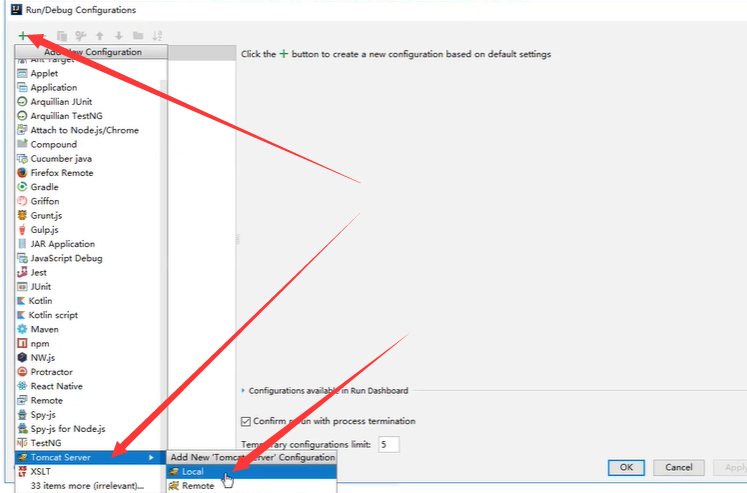 Run/Debug Configurations
Add New Configuration
Click the + button to create a new configuration based on default settings
Ant Target
Applet
Application
Arquillian JUnit
Arquillian TestNG
Attach to Node.js/Chrome
Compound
Cucumber java
Firefox Remote
Gradle
Griffon
Grunt.js
Gulp.js
JAR Application
JavaScript Debug
Jest
JUnit
Kotlin
Kotlin script
Maven
npm
NW.js
Protractor
React Native
Remote
Spy-js
Spy-js for Node.js
TestNG
Tomcat Server
XSLT
33 items more (irrelevant)...
Configurations available in Run Dashboard
Confirm rerun with process termination
Temporary configurations limit: 5
Add New 'Tomcat Server' Configuration
Local
Remote
OK
Cancel
Apply